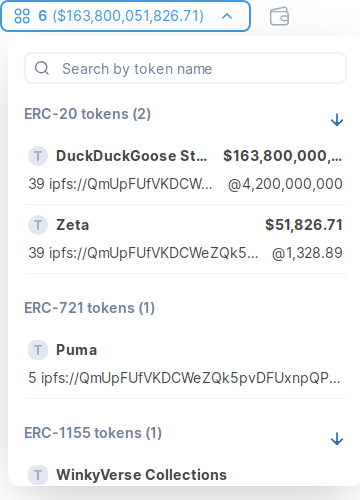 6 ($163,800,051,826.71)
Search by token name
ERC-20 tokens (2)
T DuckDuckGoose St... $163,800,000,...
39 ipfs://QmUpFUfVKDCW... @4,200,000,000
T Zeta $51,826.71
39 ipfs://QmUpFUfVKDCWeZQk5... @1,328.89
ERC-721 tokens (1)
T Puma
5 ipfs://QmUpFUfVKDCWeZQk5pvDFUxnpQP...
ERC-1155 tokens (1)
T WinkyVerse Collections